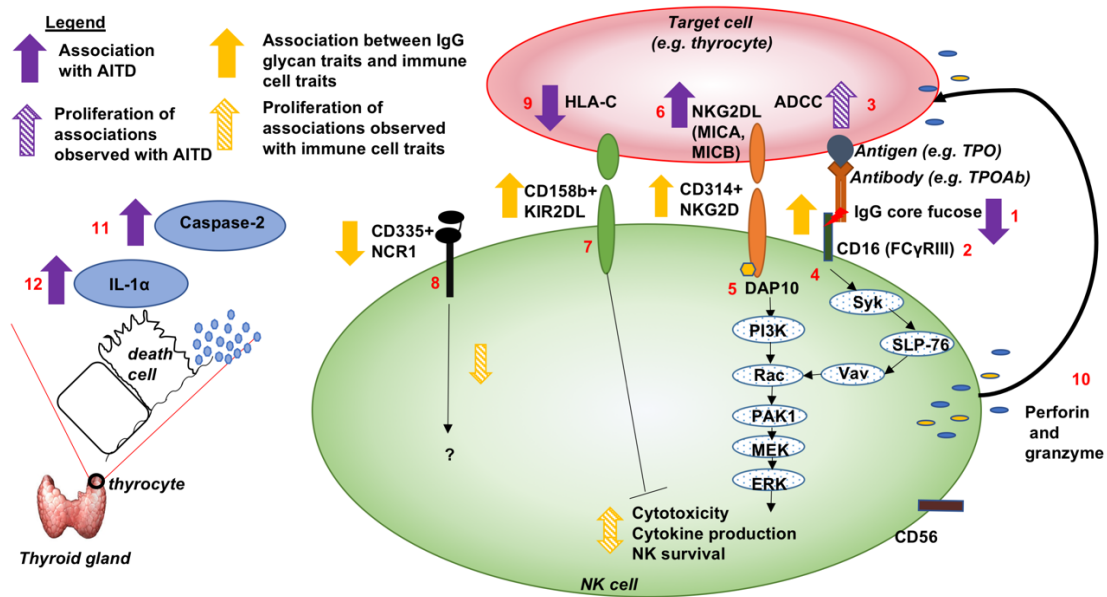 Legend
Association
with AITD
Association between IgG
glycan traits and immune
cell traits
Proliferation of
associations
observed with AITD
Proliferation of
associations observed
with immune cell traits
Target cell
(e.g. thyrocyte)
9
HLA-C
6
NKG2DL
(MICA,
MICB)
ADCC
3
Antigen (e.g. TPO)
Antibody (e.g. TPOAb)
IgG core fucose
1
CD16 (FCγRIII)
2
CD158b+
KIR2DL
CD314+
NKG2D
CD335+
NCR1
7
8
4
5
DAP10
Syk
SLP-76
Vav
PI3K
Rac
PAK1
MEK
ERK
?
Cytotoxicity
Cytokine production
NK survival
NK cell
CD56
10
Perforin
and
granzyme
11
Caspase-2
12
IL-1α
death
cell
thyrocyte
Thyroid gland